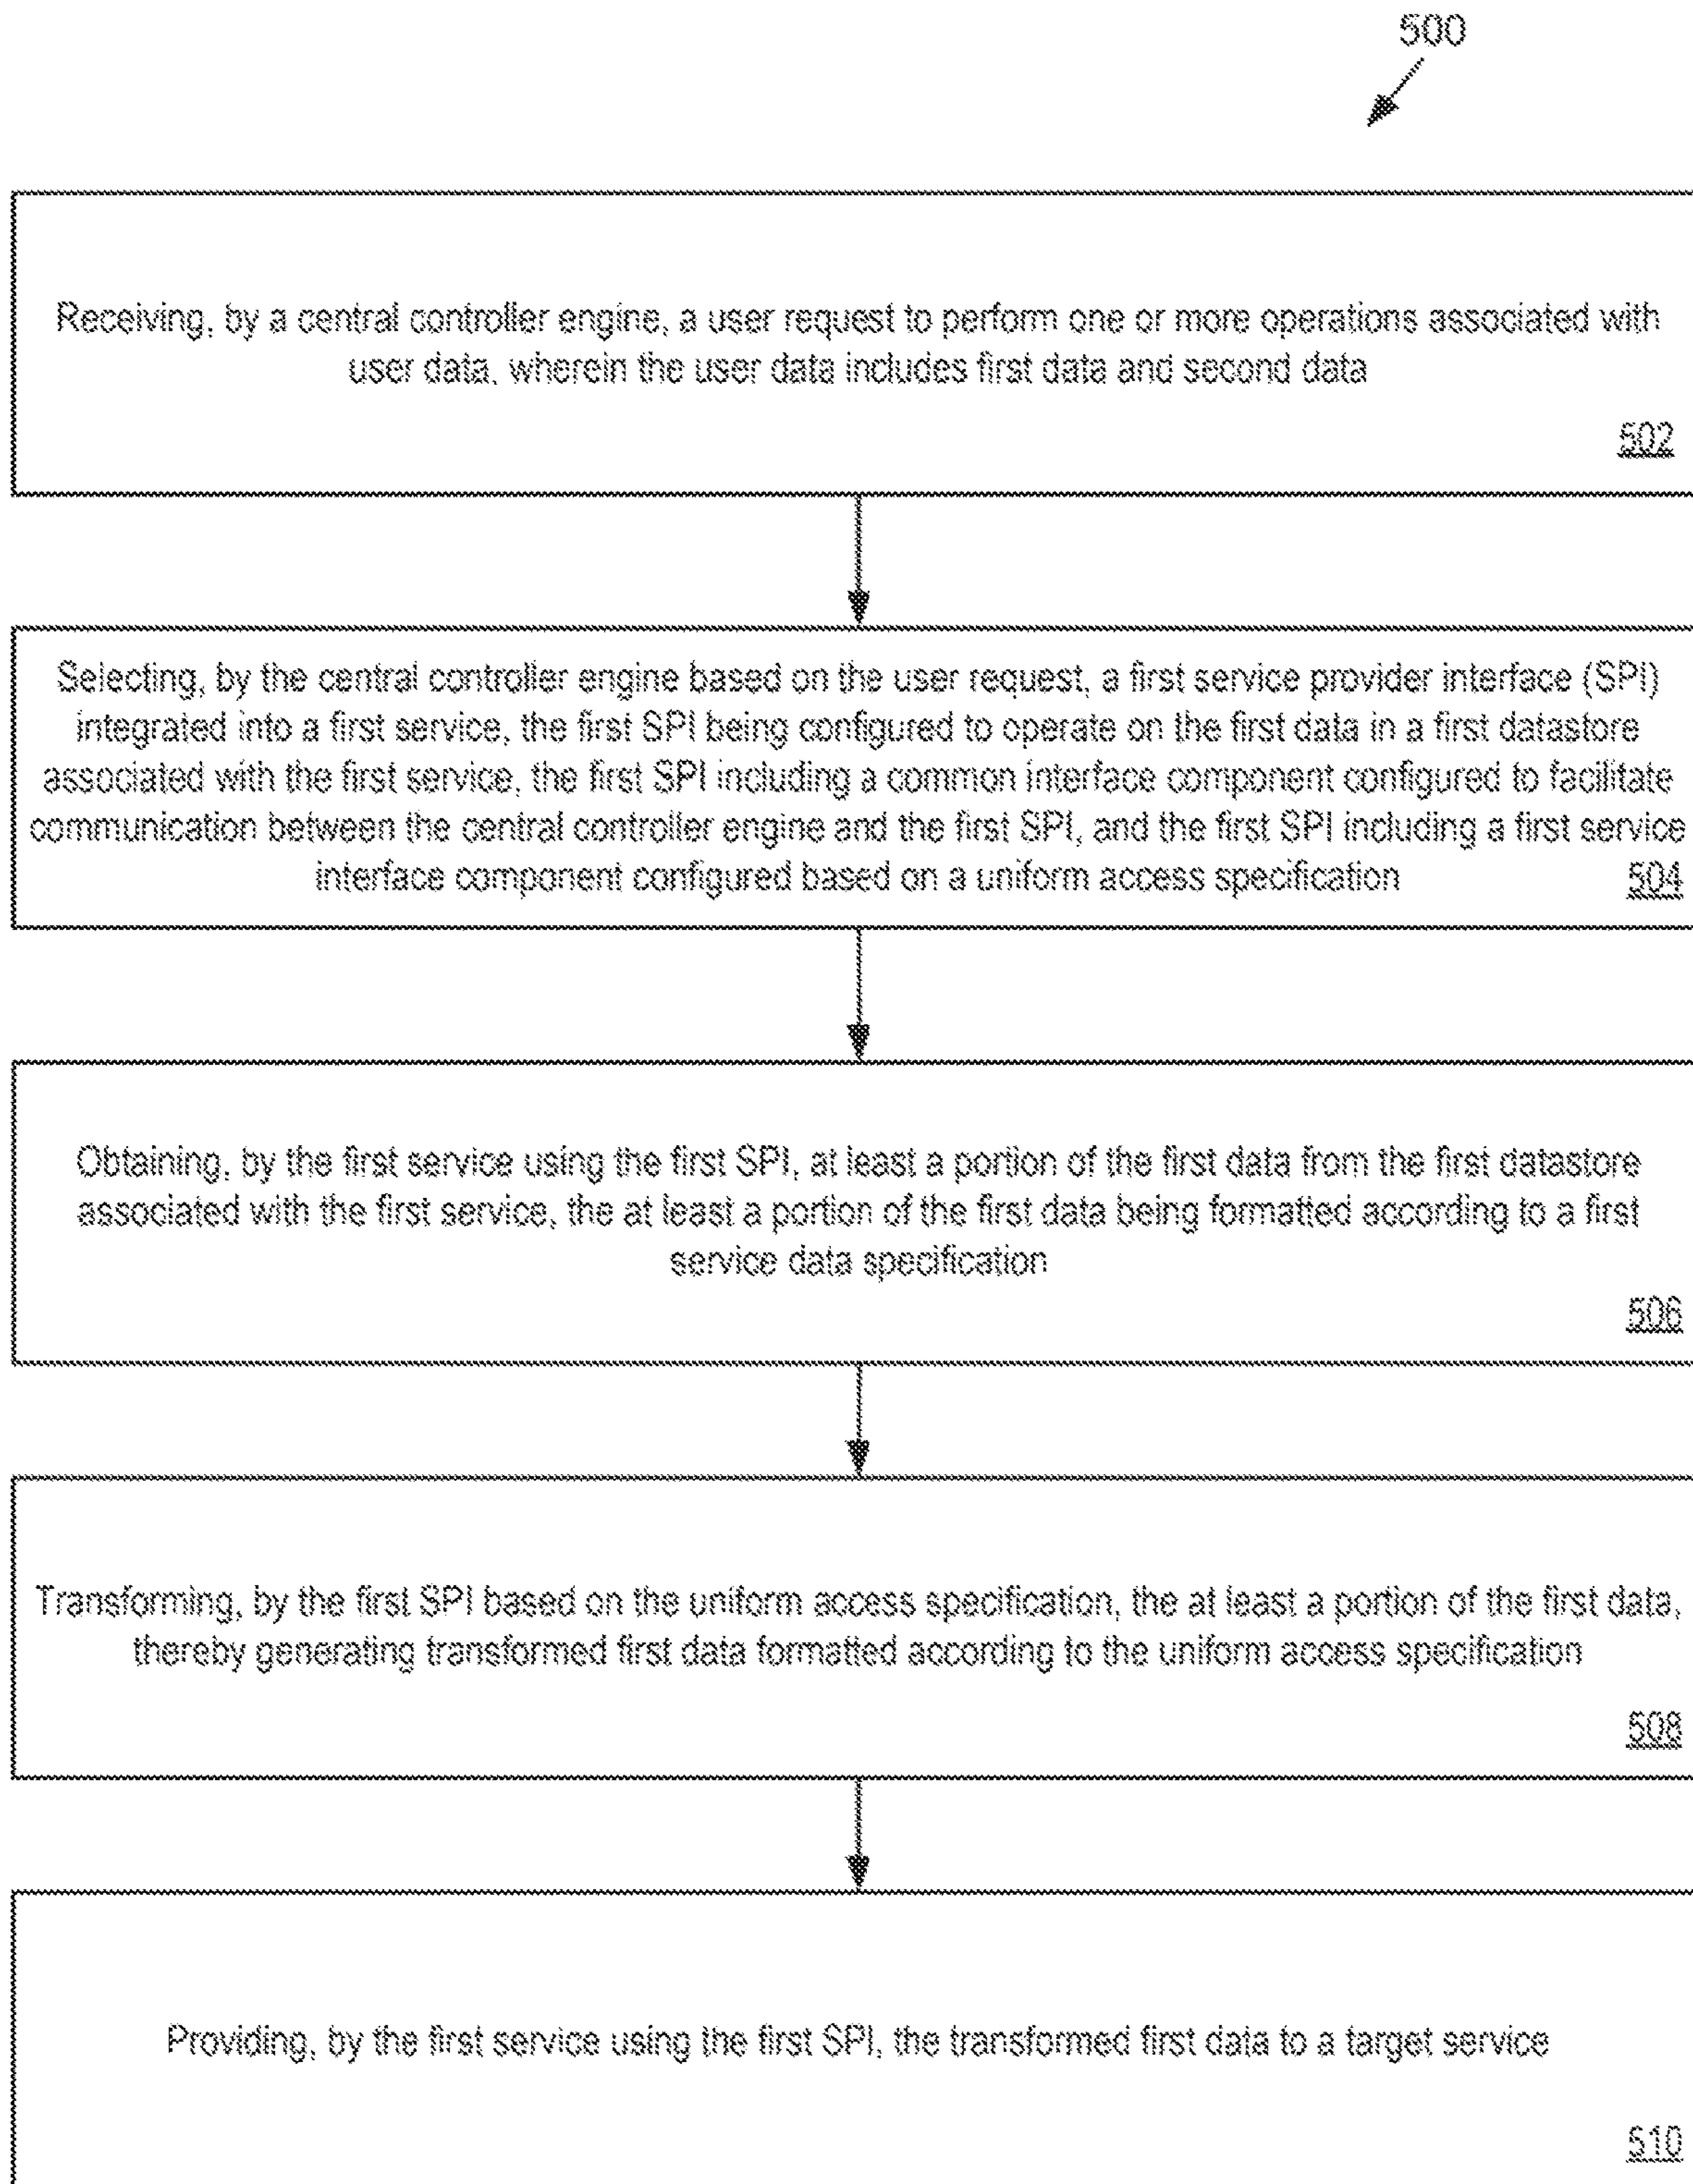 500
Receiving, by a central controller engine, a user request to perform one or more operations associated with
user data, wherein the user data includes first data and second data
502
Selecting, by the central controller engine based on the user request, a first service provider interface (SPI)
integrated into a first service, the first SPI being configured to operate on the first data in a first datastore
associated with the first service, the first SPI including a common interface component configured to facilitate
communication between the central controller engine and the first SPI, and the first SPI including a first service
interface component configured based on a uniform access specification
504
Obtaining, by the first service using the first SPI, at least a portion of the first data from the first datastore
associated with the first service, the at least a portion of the first data being formatted according to a first
service data specification
506
Transforming, by the first SPI based on the uniform access specification, the at least a portion of the first data,
thereby generating transformed first data formatted according to the uniform access specification
508
Providing, by the first service using the first SPI, the transformed first data to a target service
510